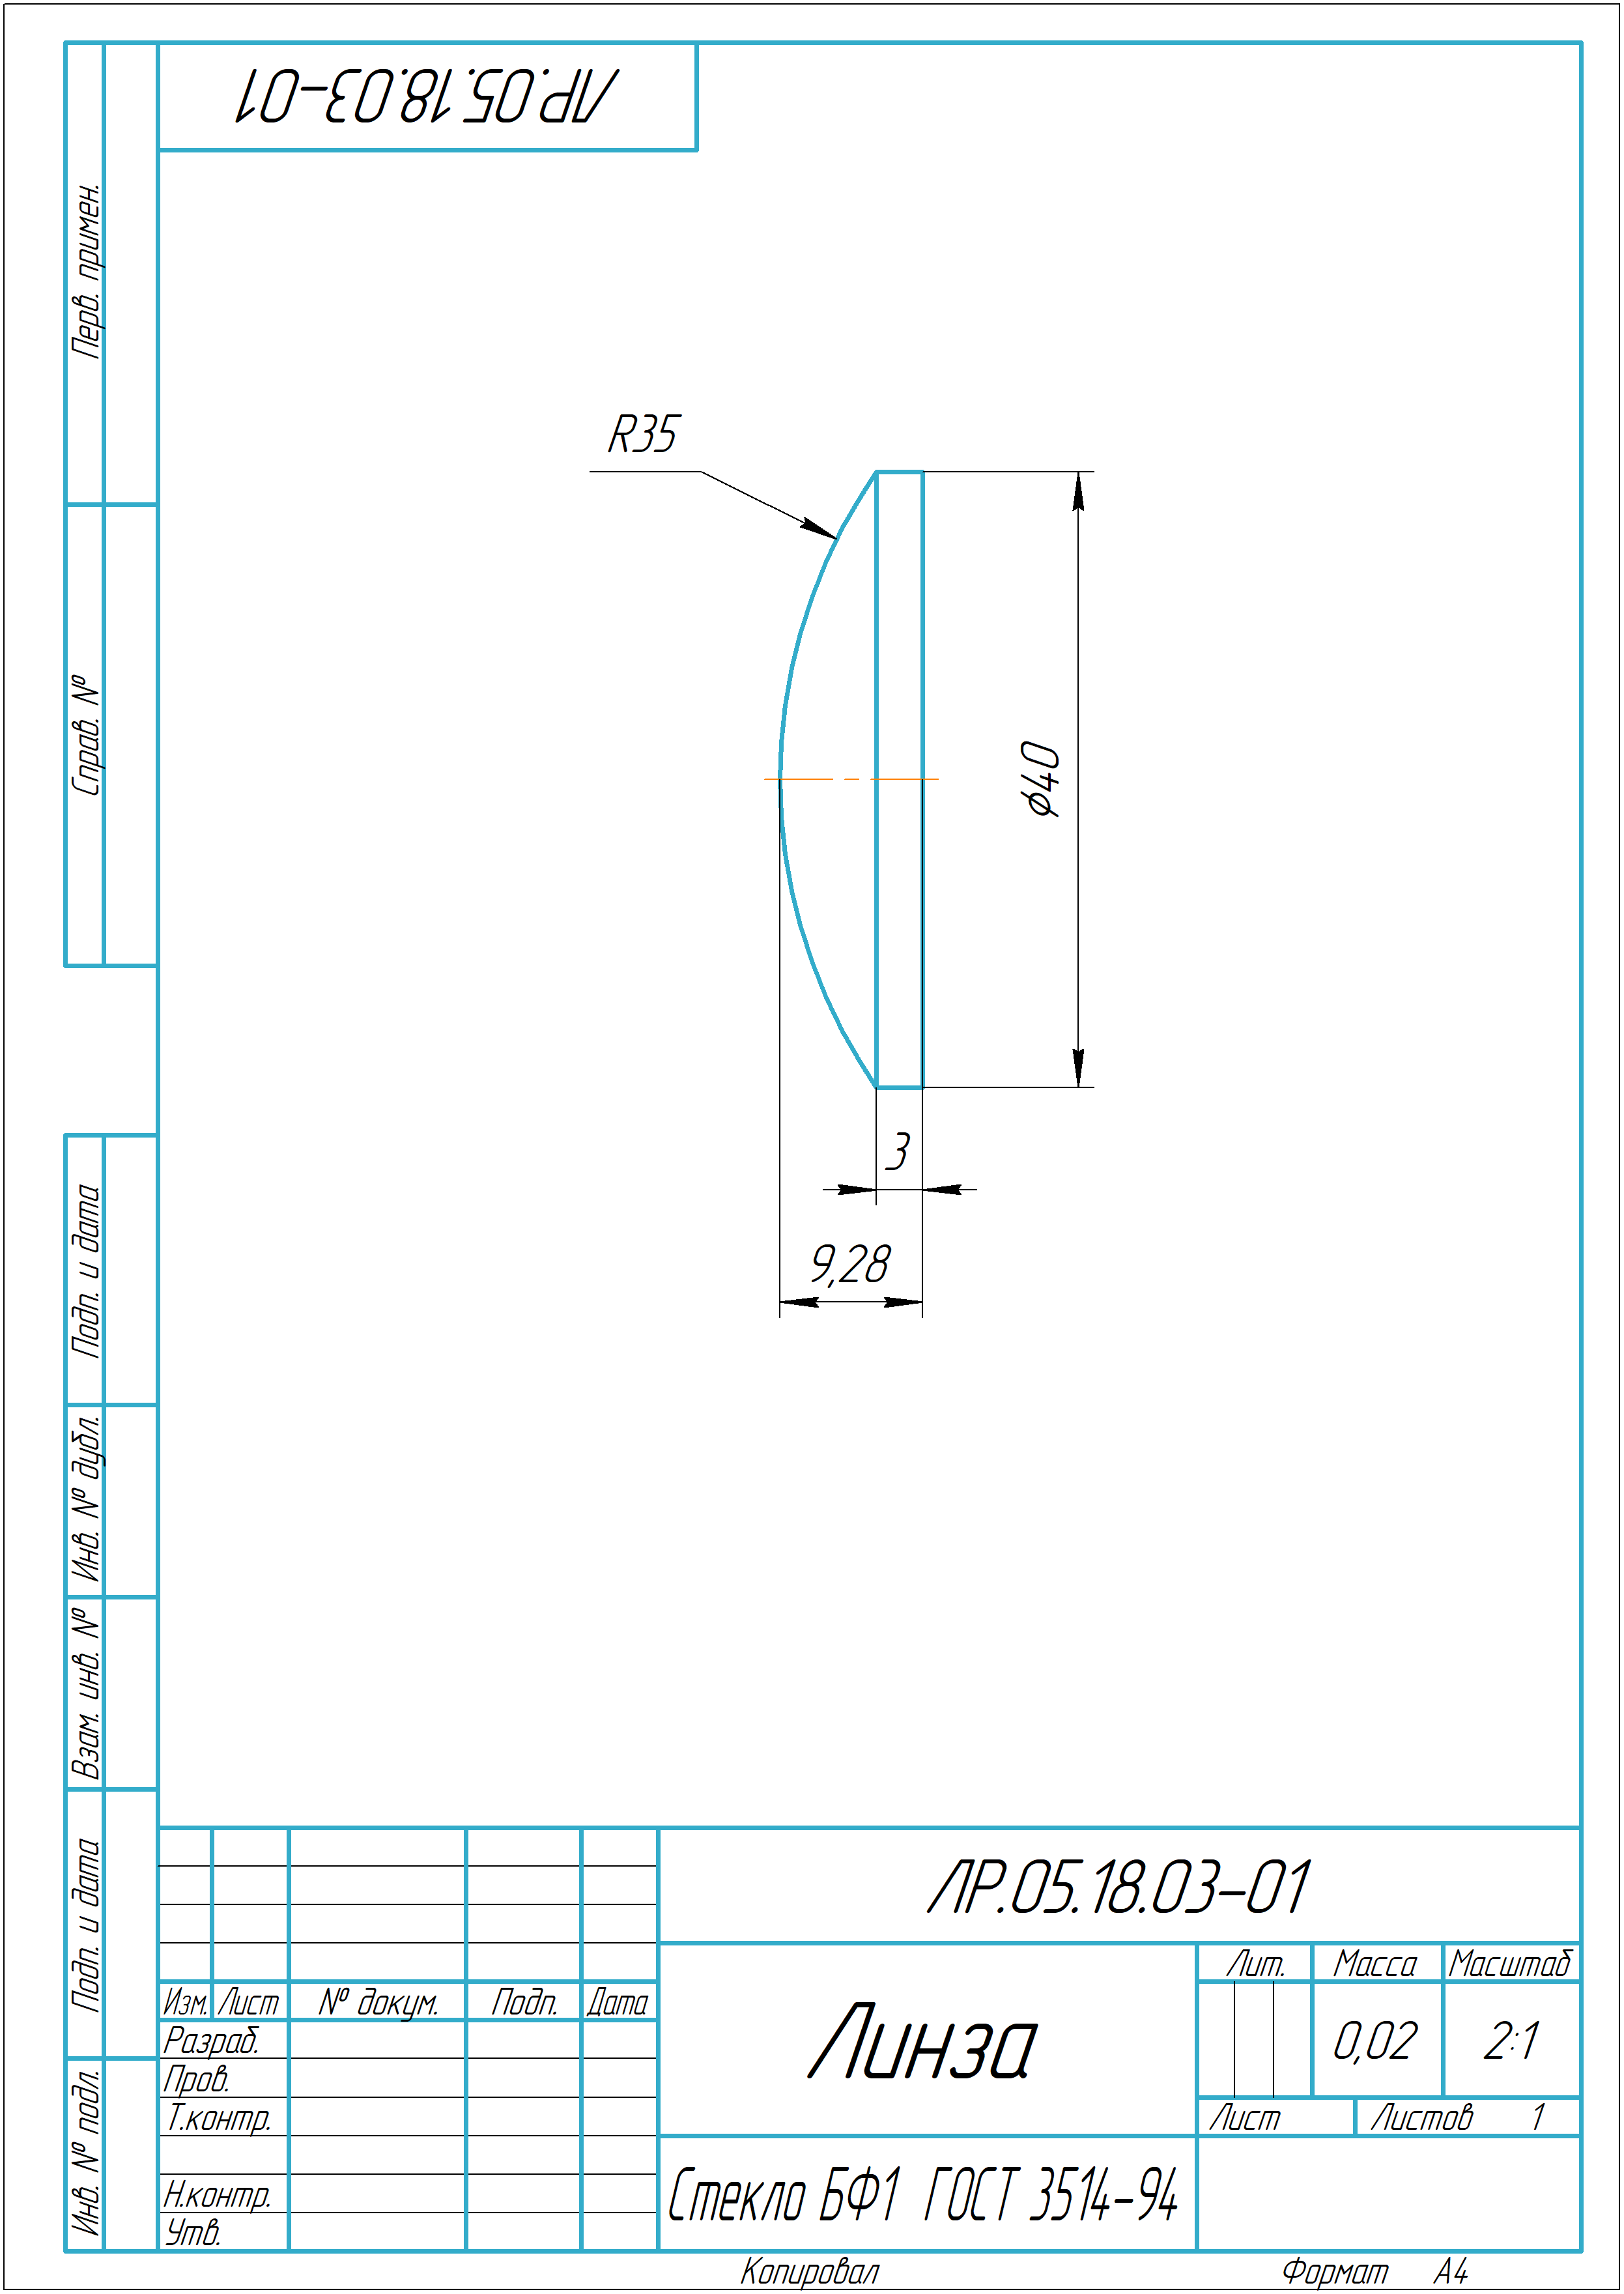 ЛР.05.18.03-01
Перв. примен.
Справ. №
R35
⌀40
3
9,28
Подп. и дата
Инв. № дубл.
Взам. инв. №
Подп. и дата
Инв. № подл.
ЛР.05.18.03-01
Изм. Лист № докум. Подп. Дата
Разраб.
Пров.
Т.контр.
Н.контр.
Утв.
Линза
Лит. Масса Масштаб
0,02 2:1
Лист Листов 1
Стекло БФ1 ГОСТ 3514-94
Копировал Формат А4